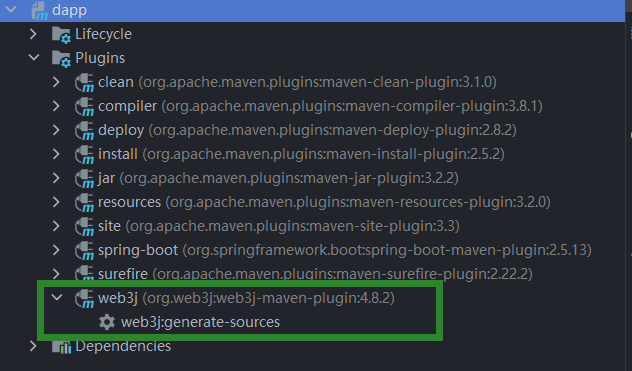 dapp
Lifecycle
Plugins
clean (org.apache.maven.plugins:maven-clean-plugin:3.1.0)
compiler (org.apache.maven.plugins:maven-compiler-plugin:3.8.1)
deploy (org.apache.maven.plugins:maven-deploy-plugin:2.8.2)
install (org.apache.maven.plugins:maven-install-plugin:2.5.2)
jar (org.apache.maven.plugins:maven-jar-plugin:3.2.2)
resources (org.apache.maven.plugins:maven-resources-plugin:3.2.0)
site (org.apache.maven.plugins:maven-site-plugin:3.3)
spring-boot (org.springframework.boot:spring-boot-maven-plugin:2.5.13)
surefire (org.apache.maven.plugins:maven-surefire-plugin:2.22.2)
web3j (org.web3j:web3j-maven-plugin:4.8.2)
web3j:generate-sources
Dependencies